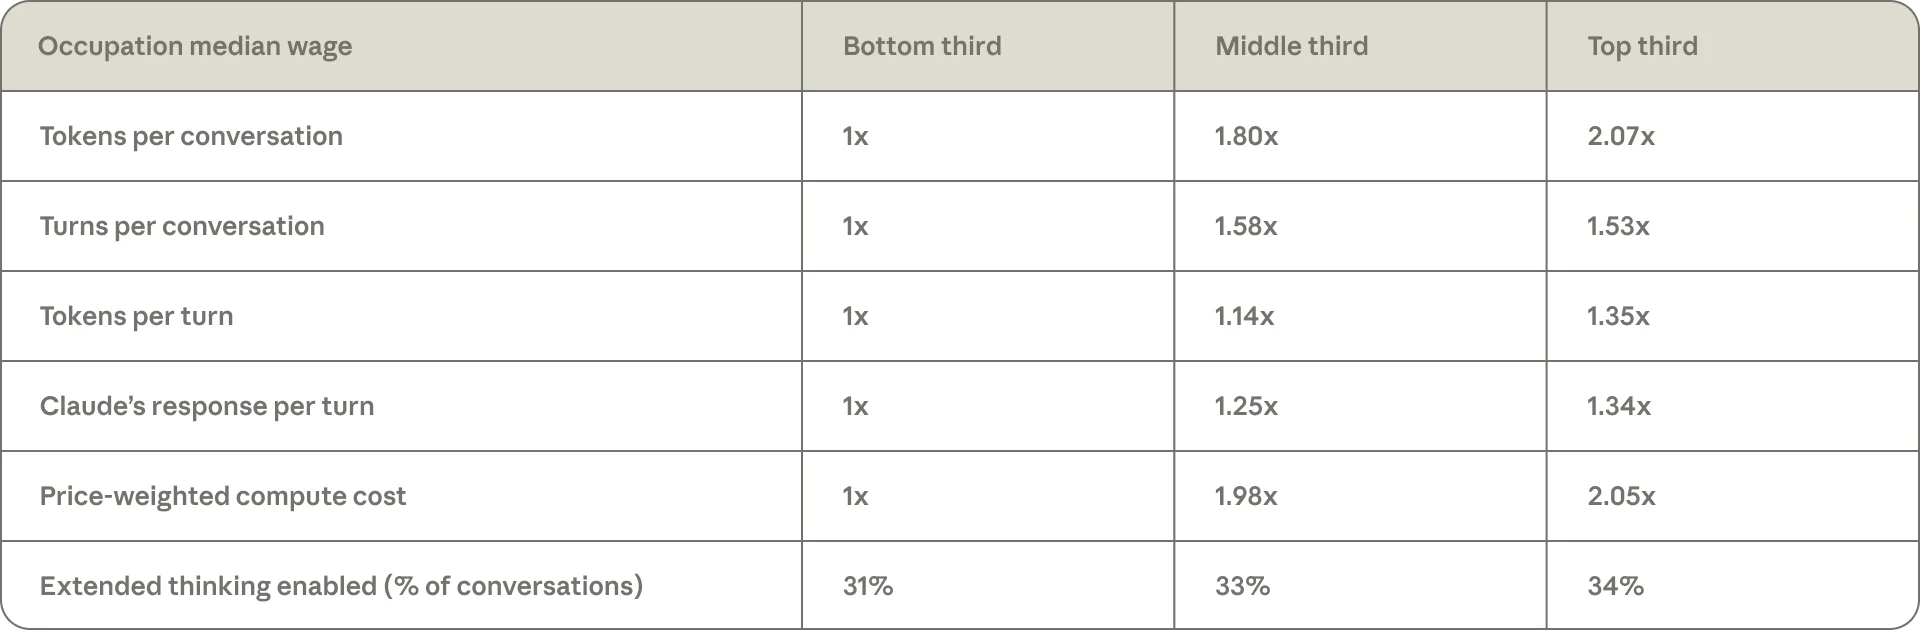 Occupation median wage Bottom third Middle third Top third
Tokens per conversation 1x 1.80x 2.07x
Turns per conversation 1x 1.58x 1.53x
Tokens per turn 1x 1.14x 1.35x
Claude’s response per turn 1x 1.25x 1.34x
Price-weighted compute cost 1x 1.98x 2.05x
Extended thinking enabled (% of conversations) 31% 33% 34%